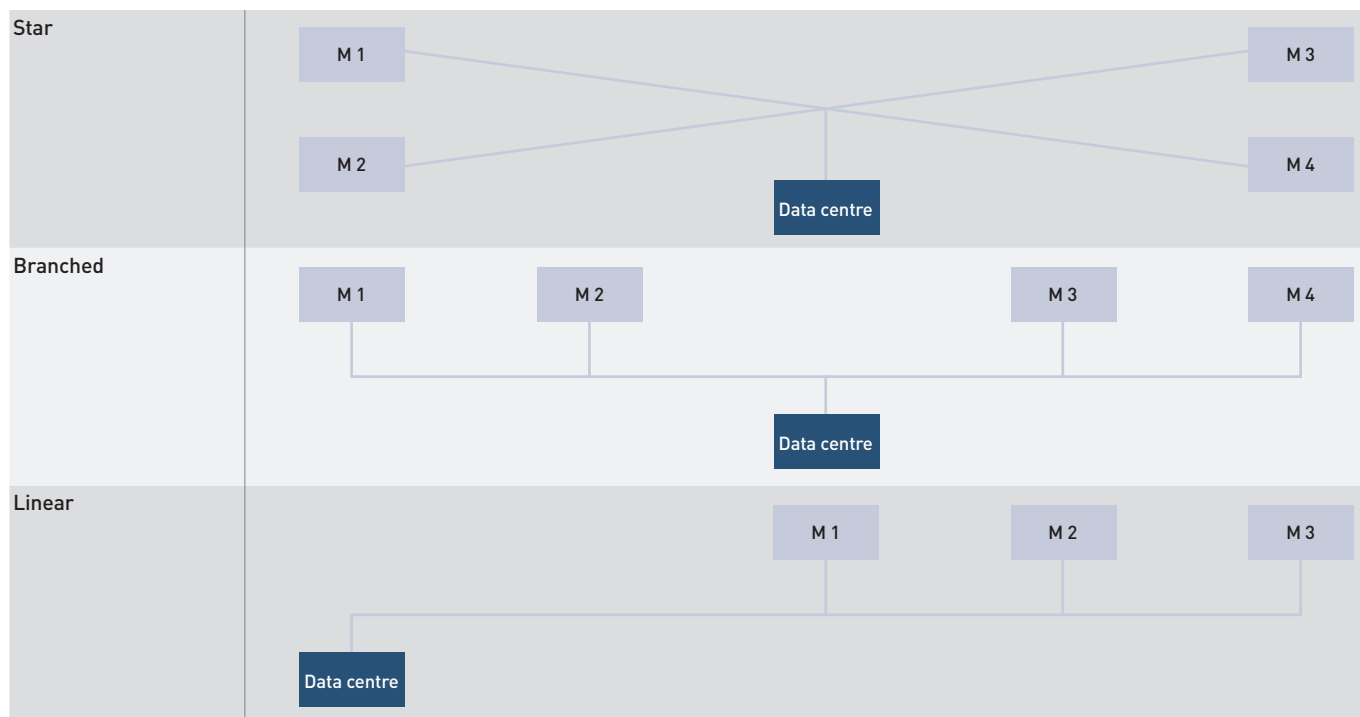 Star
M 1
M 3
M 2
M 4
Data centre
Branched
M 1
M 2
M 3
M 4
Data centre
Linear
M 1
M 2
M 3
Data centre